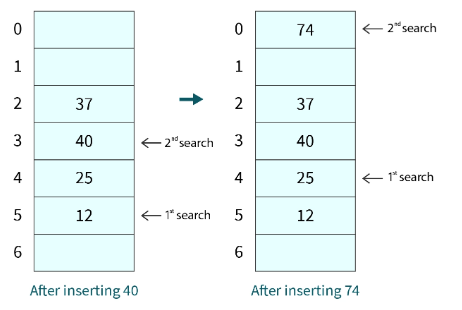 0 0 74 ← 2nd search
1 1
2 37 2 37
3 40 ← 2nd search 3 40
4 25 4 25 ← 1st search
5 12 ← 1st search 5 12
6 6
After inserting 40 After inserting 74